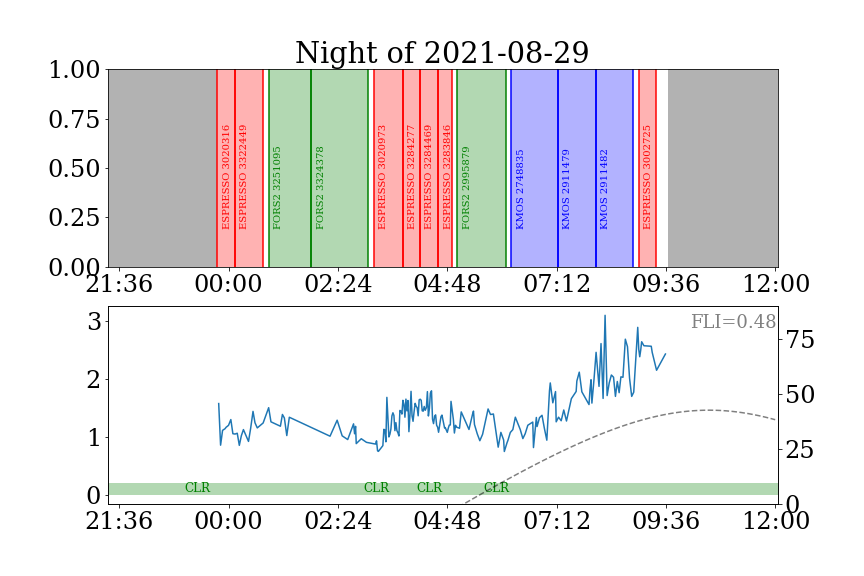 Night of 2021-08-29
1.00
0.75
0.50
0.25
0.00
ESPRESSO 3020316
ESPRESSO 3322449
FORS2 3251095
FORS2 3324378
ESPRESSO 3020973
ESPRESSO 3284277
ESPRESSO 3284469
ESPRESSO 3283846
FORS2 2995879
KMOS 2748835
KMOS 2911479
KMOS 2911482
ESPRESSO 3002725
21:36 00:00 02:24 04:48 07:12 09:36 12:00
FLI=0.48
3
2
1
0
75
50
25
0
CLR CLR CLR CLR
21:36 00:00 02:24 04:48 07:12 09:36 12:00